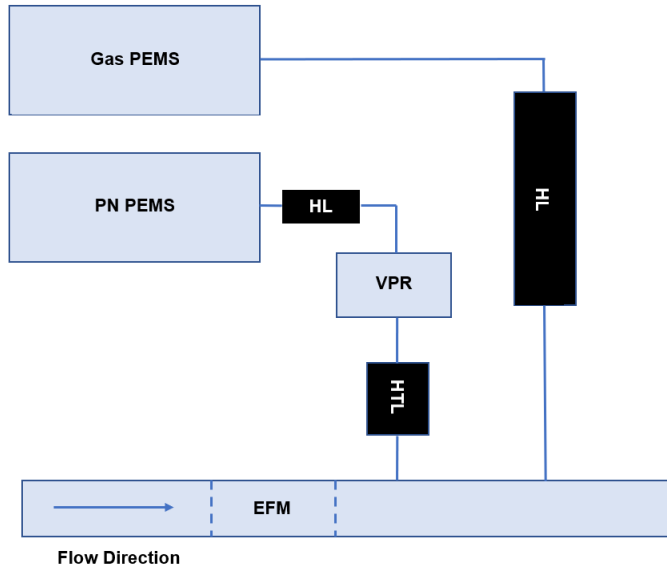 Gas PEMS
HL
PN PEMS
HL
VPR
HTL
EFM
Flow Direction